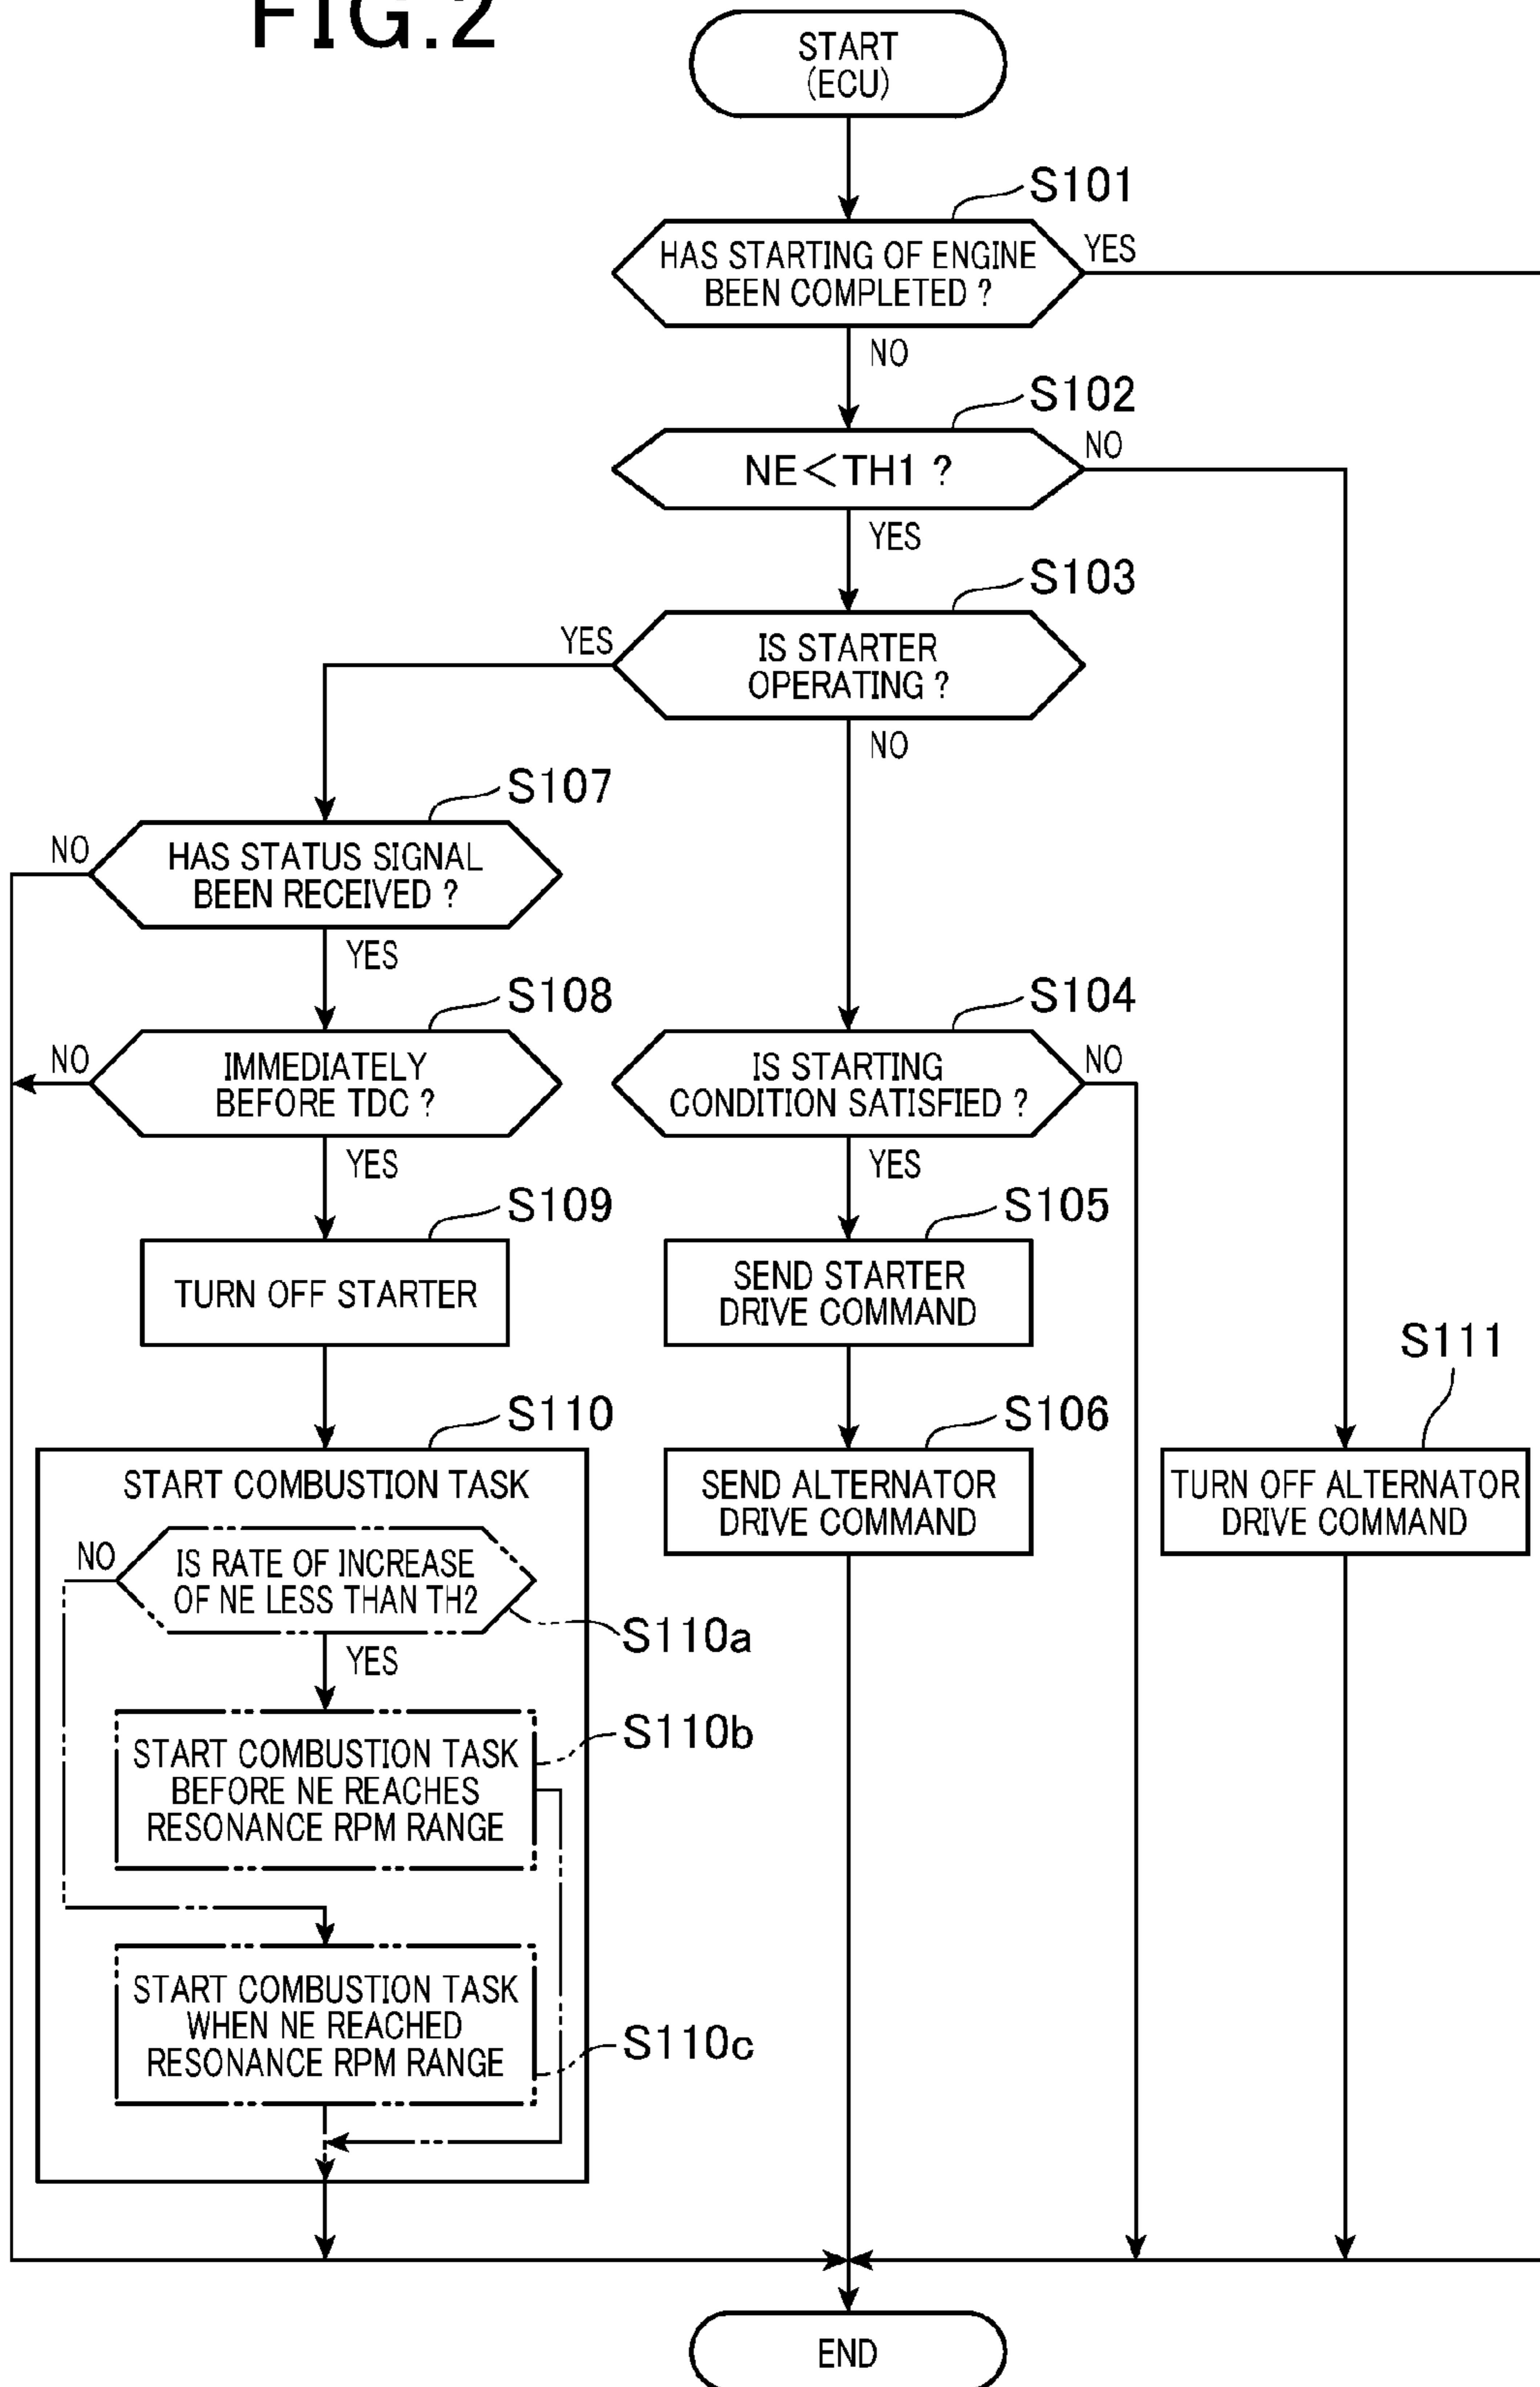 FIG.2
START
(ECU)
S101
HAS STARTING OF ENGINE
BEEN COMPLETED ?
YES
NO
S102
NE<TH1 ?
NO
YES
S103
IS STARTER
OPERATING ?
YES
NO
S107
HAS STATUS SIGNAL
BEEN RECEIVED ?
NO
YES
S108
IMMEDIATELY
BEFORE TDC ?
NO
YES
S104
IS STARTING
CONDITION SATISFIED ?
NO
YES
S109
TURN OFF STARTER
S105
SEND STARTER
DRIVE COMMAND
S110
START COMBUSTION TASK
S106
SEND ALTERNATOR
DRIVE COMMAND
S111
TURN OFF ALTERNATOR
DRIVE COMMAND
NO
IS RATE OF INCREASE
OF NE LESS THAN TH2
S110a
YES
S110b
START COMBUSTION TASK
BEFORE NE REACHES
RESONANCE RPM RANGE
START COMBUSTION TASK
WHEN NE REACHED
RESONANCE RPM RANGE
S110c
END